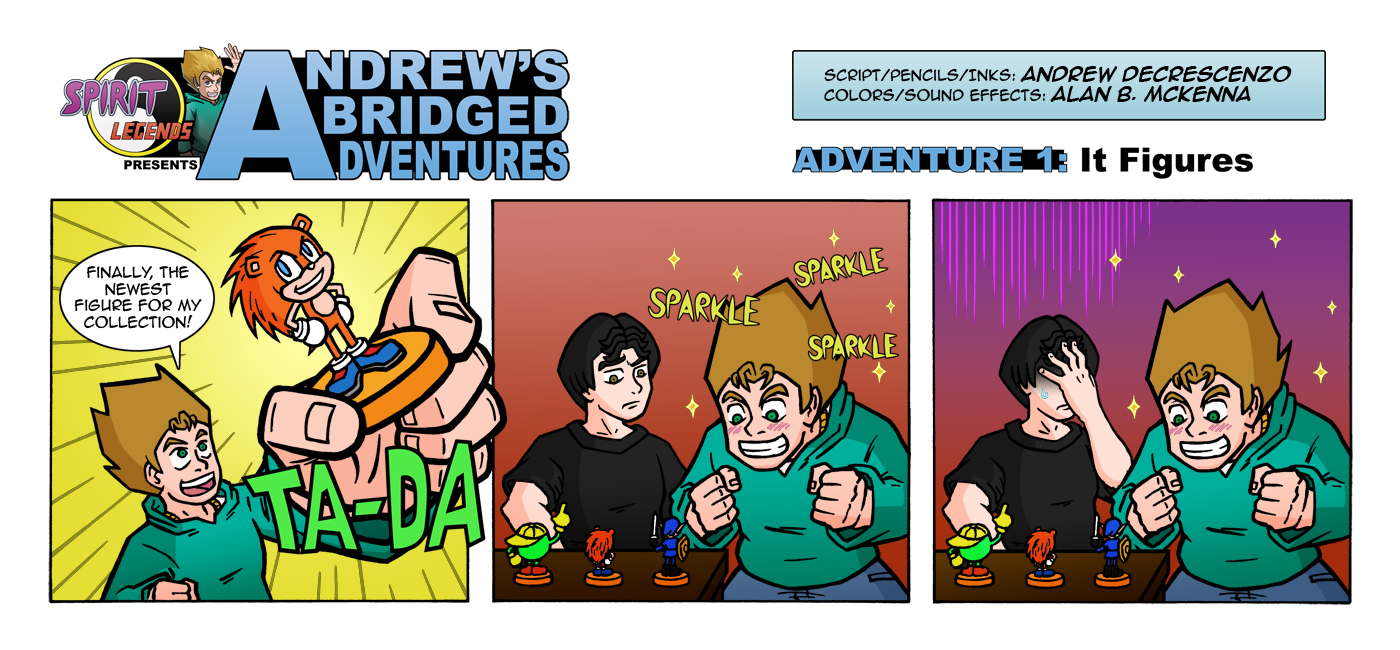 SPIRIT
LEGENDS
PRESENTS
ANDREW'S
ABRIDGED
ADVENTURES
SCRIPT/PENCILS/INKS: ANDREW DECRESCENZO
COLORS/SOUND EFFECTS: ALAN B. MCKENNA
ADVENTURE 1: It Figures
FINALLY, THE
NEWEST
FIGURE FOR MY
COLLECTION!
TA-DA
SPARKLE
SPARKLE
SPARKLE